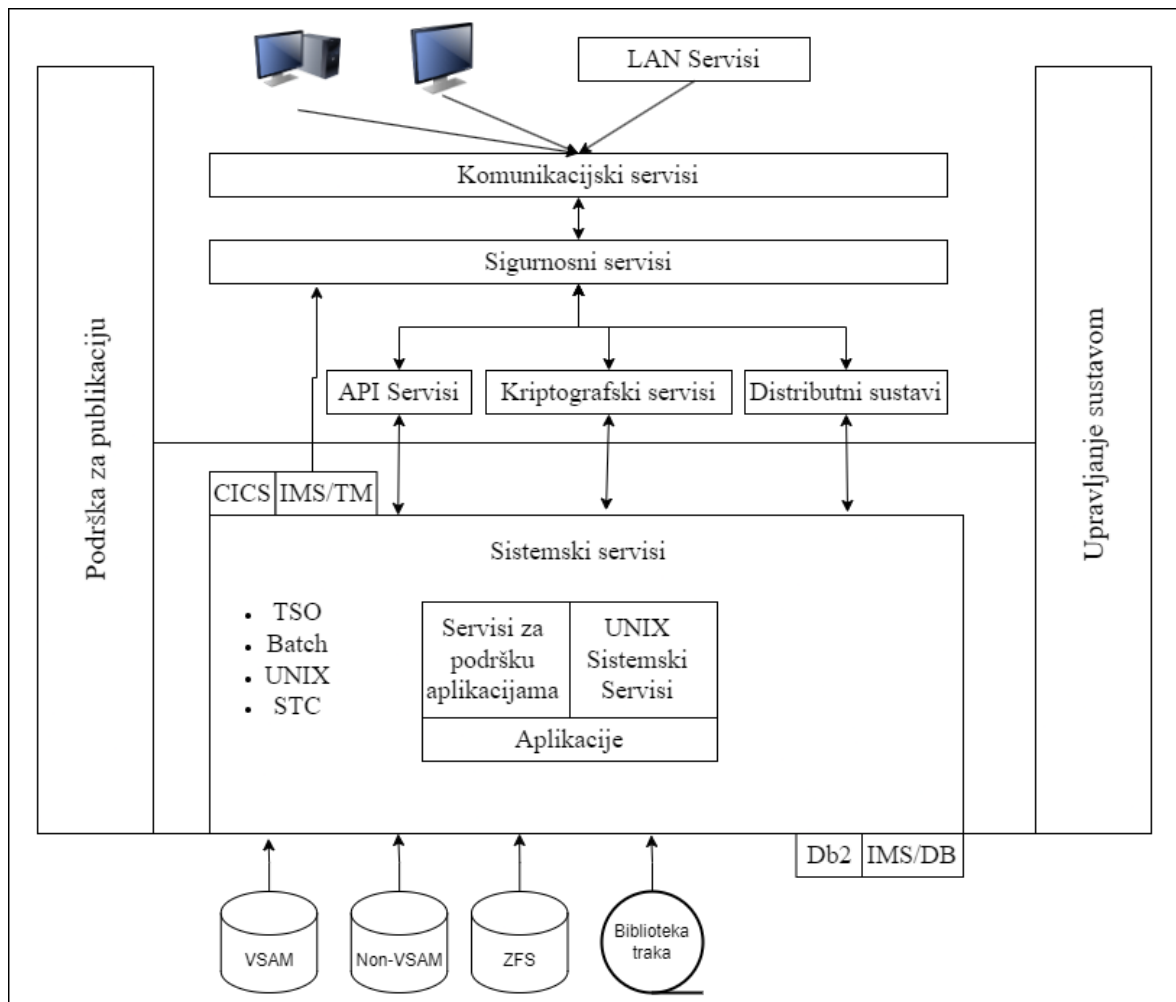 LAN Servisi
Komunikacijski servisi
Sigurnosni servisi
Podrška za publikaciju
Upravljanje sustavom
API Servisi
Kriptografski servisi
Distributni sustavi
CICS
IMS/TM
Sistemski servisi
• TSO
• Batch
• UNIX
• STC
Servisi za
podršku
aplikacijama
UNIX
Sistemski
Servisi
Aplikacije
Db2
IMS/DB
VSAM
Non-VSAM
ZFS
Biblioteka
traka